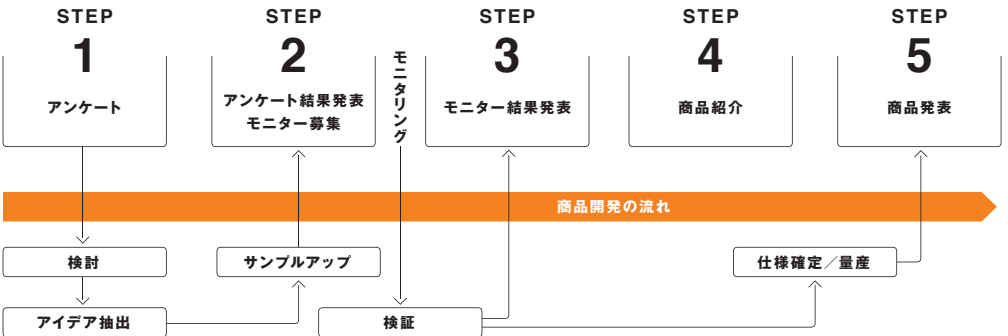 STEP
1
アンケート
STEP
2
アンケート結果発表
モニター募集
モニタリング
STEP
3
モニター結果発表
STEP
4
商品紹介
STEP
5
商品発表
商品開発の流れ
検討
サンプルアップ
仕様確定／量産
アイデア抽出
検証